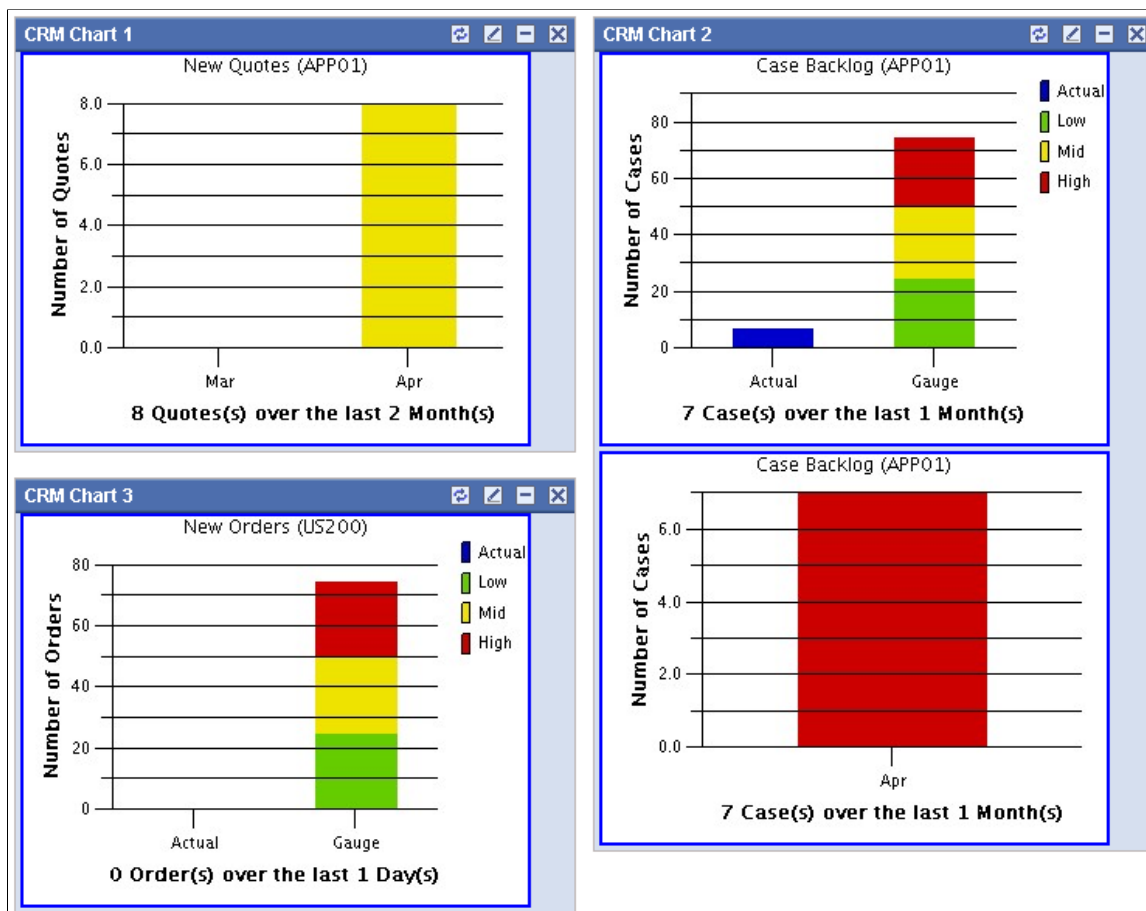 CRM Chart 1
New Quotes (APP01)
Number of Quotes
8.0
6.0
4.0
2.0
0.0
Mar Apr
8 Quotes(s) over the last 2 Month(s)
CRM Chart 2
Case Backlog (APP01)
Number of Cases
80
60
40
20
0
Actual Gauge
Actual
Low
Mid
High
7 Case(s) over the last 1 Month(s)
Case Backlog (APP01)
Number of Cases
6.0
4.0
2.0
0.0
Apr
7 Case(s) over the last 1 Month(s)
CRM Chart 3
New Orders (US200)
Number of Orders
80
60
40
20
0
Actual Gauge
Actual
Low
Mid
High
0 Order(s) over the last 1 Day(s)